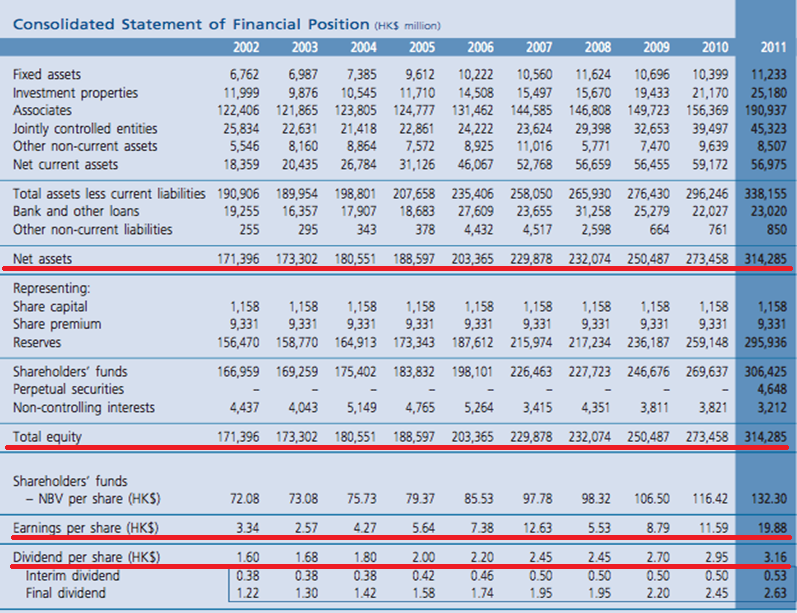 Consolidated Statement of Financial Position (HK$ million)
2002 2003 2004 2005 2006 2007 2008 2009 2010 2011
Fixed assets 6,762 6,987 7,385 9,612 10,222 10,560 11,624 10,696 10,399 11,233
Investment properties 11,999 9,876 10,545 11,710 14,508 15,497 15,670 19,433 21,170 25,180
Associates 122,406 121,865 123,805 124,777 131,462 144,585 146,808 149,723 156,369 190,937
Jointly controlled entities 25,834 22,631 21,418 22,861 24,222 23,624 29,398 32,653 39,497 45,323
Other non-current assets 5,546 8,160 8,864 7,572 8,925 11,016 5,771 7,470 9,639 8,507
Net current assets 18,359 20,435 26,784 31,126 46,067 52,768 56,659 56,455 59,172 56,975
Total assets less current liabilities 190,906 189,954 198,801 207,658 235,406 258,050 265,930 276,430 296,246 338,155
Bank and other loans 19,255 16,357 17,907 18,683 27,609 23,655 31,258 25,279 22,027 23,020
Other non-current liabilities 255 295 343 378 4,432 4,517 2,598 664 761 850
Net assets 171,396 173,302 180,551 188,597 203,365 229,878 232,074 250,487 273,458 314,285
Representing:
Share capital 1,158 1,158 1,158 1,158 1,158 1,158 1,158 1,158 1,158 1,158
Share premium 9,331 9,331 9,331 9,331 9,331 9,331 9,331 9,331 9,331 9,331
Reserves 156,470 158,770 164,913 173,343 187,612 215,974 217,234 236,187 259,148 295,936
Shareholders' funds 166,959 169,259 175,402 183,832 198,101 226,463 227,723 246,676 269,637 306,425
Perpetual securities – – – – – – – – – 4,648
Non-controlling interests 4,437 4,043 5,149 4,765 5,264 3,415 4,351 3,811 3,821 3,212
Total equity 171,396 173,302 180,551 188,597 203,365 229,878 232,074 250,487 273,458 314,285
Shareholders' funds
– NBV per share (HK$) 72.08 73.08 75.73 79.37 85.53 97.78 98.32 106.50 116.42 132.30
Earnings per share (HK$) 3.34 2.57 4.27 5.64 7.38 12.63 5.53 8.79 11.59 19.88
Dividend per share (HK$) 1.60 1.68 1.80 2.00 2.20 2.45 2.45 2.70 2.95 3.16
Interim dividend 0.38 0.38 0.38 0.42 0.46 0.50 0.50 0.50 0.50 0.53
Final dividend 1.22 1.30 1.42 1.58 1.74 1.95 1.95 2.20 2.45 2.63